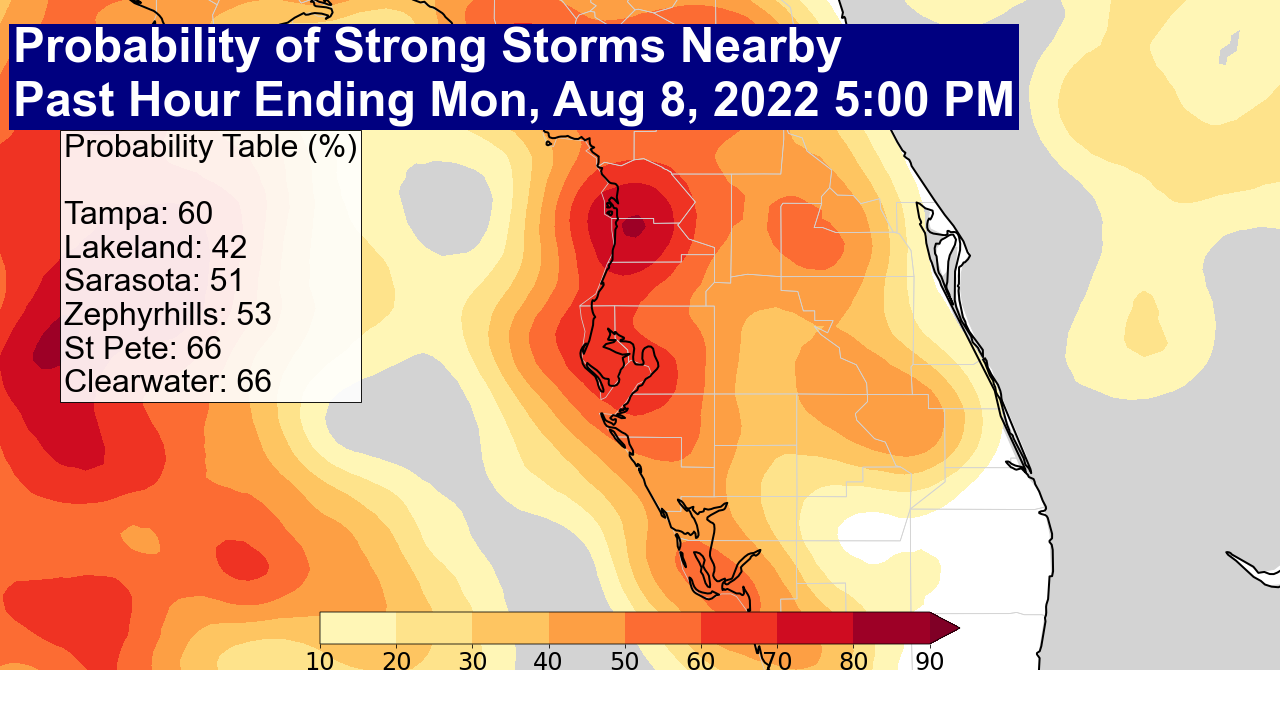 Probability of Strong Storms Nearby
Past Hour Ending Mon, Aug 8, 2022 5:00 PM
Probability Table (%)
Tampa: 60
Lakeland: 42
Sarasota: 51
Zephyrhills: 53
St Pete: 66
Clearwater: 66
10 20 30 40 50 60 70 80 90